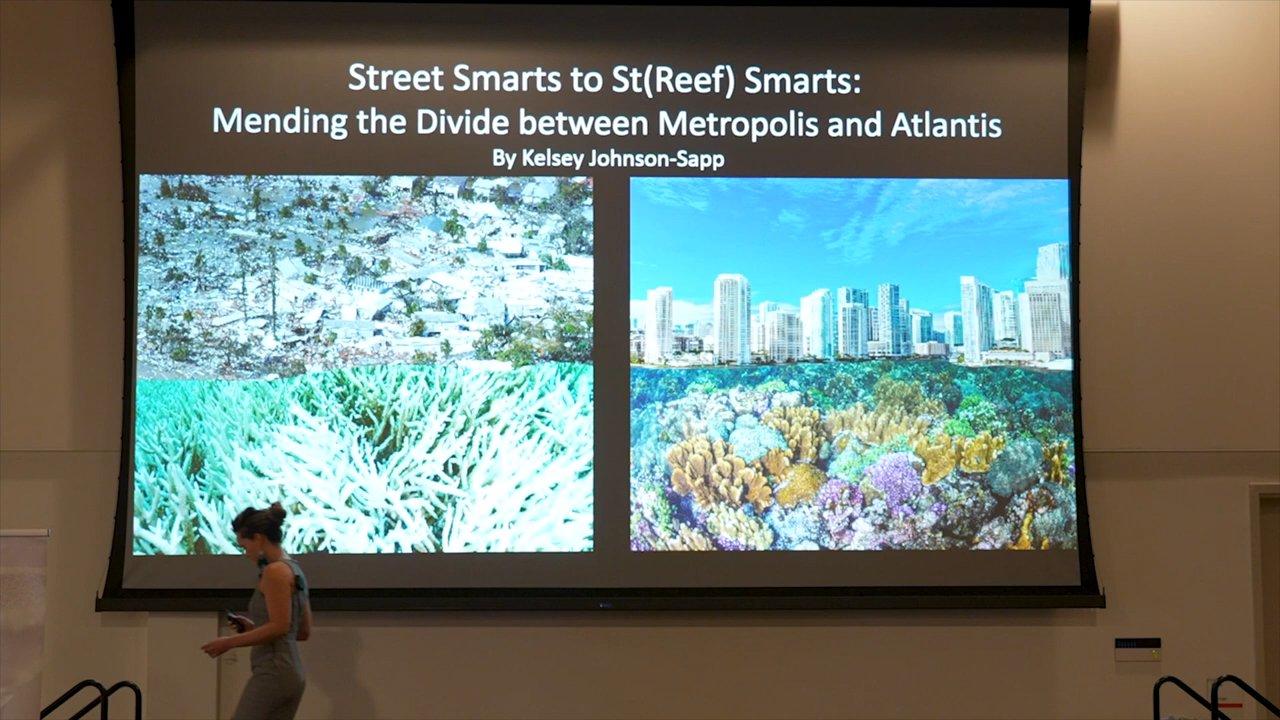 Street Smarts to St(Reef) Smarts:
Mending the Divide between Metropolis and Atlantis
By Kelsey Johnson-Sapp